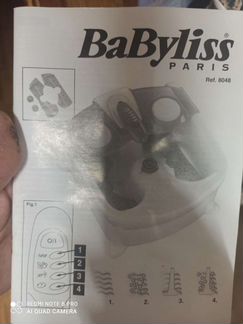 BaByliss
PARIS
Ref. 8048
Fig.1
1
2
3
4
1.
2.
3.
4.
REDMI NOTE 8 PRO
AI QUAD CAMERA